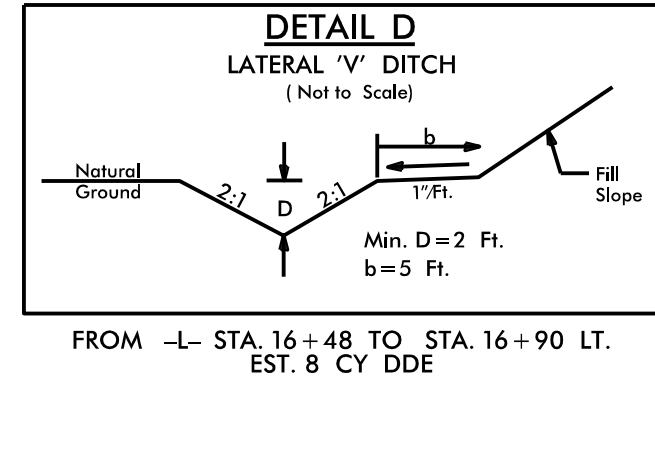 DETAIL D
LATERAL 'V' DITCH
( Not to Scale)
b
Natural
Ground
2:1
D
2:1
1"/Ft.
Fill
Slope
Min. D=2 Ft.
b=5 Ft.
FROM -L- STA. 16+48 TO STA. 16+90 LT.
EST. 8 CY DDE